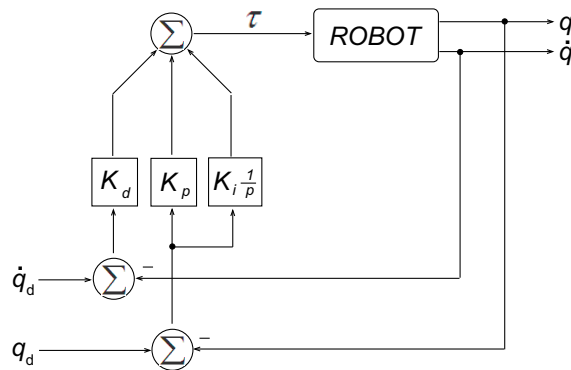 Σ τ ROBOT q
q̇
K_d K_p K_i 1/p
q̇_d Σ −
q_d Σ −